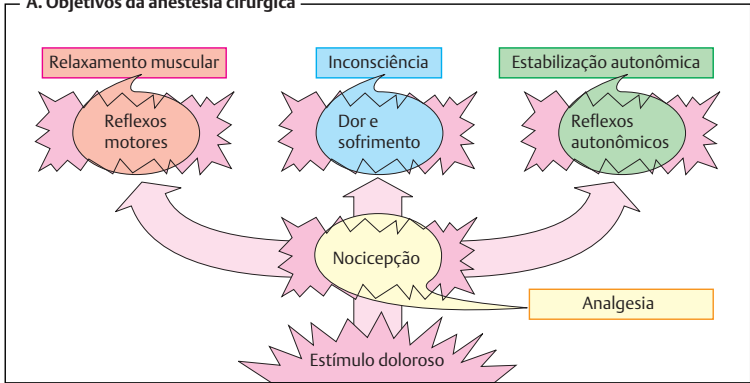 A. Objetivos da anestesia cirúrgica
Relaxamento muscular
Inconsciência
Estabilização autonômica
Reflexos
motores
Dor e
sofrimento
Reflexos
autonômicos
Nocicepção
Analgesia
Estímulo doloroso